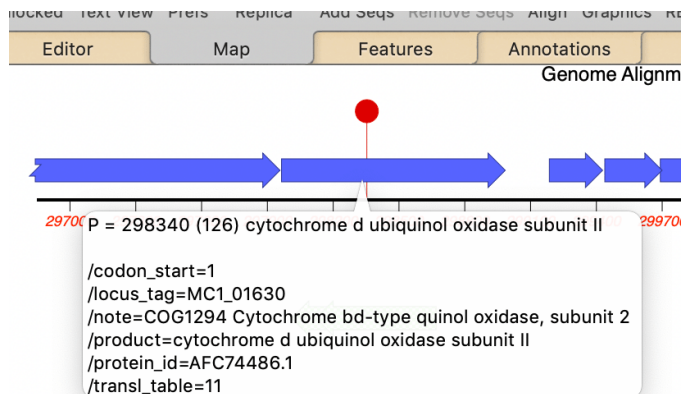 Text View Prefs Replica Add Seqs Remove Seqs Align Graphics
Editor Map Features Annotations
Genome Alignm
29700
299700
P = 298340 (126) cytochrome d ubiquinol oxidase subunit II
/codon_start=1
/locus_tag=MC1_01630
/note=COG1294 Cytochrome bd-type quinol oxidase, subunit 2
/product=cytochrome d ubiquinol oxidase subunit II
/protein_id=AFC74486.1
/transl_table=11